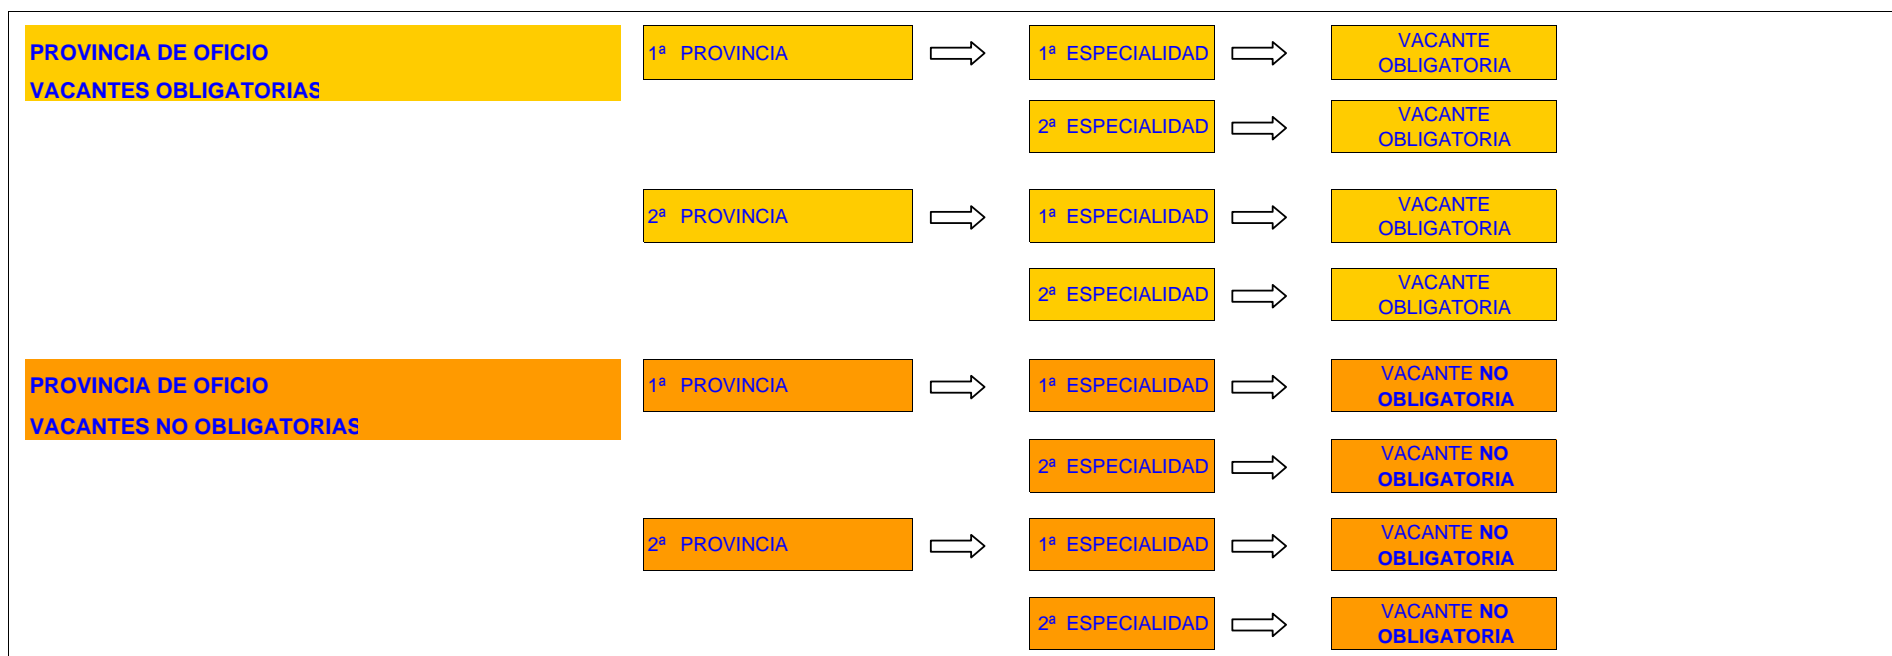 PROVINCIA DE OFICIO
VACANTES OBLIGATORIAS
1ª PROVINCIA
1ª ESPECIALIDAD
VACANTE
OBLIGATORIA
2ª ESPECIALIDAD
VACANTE
OBLIGATORIA
2ª PROVINCIA
1ª ESPECIALIDAD
VACANTE
OBLIGATORIA
2ª ESPECIALIDAD
VACANTE
OBLIGATORIA
PROVINCIA DE OFICIO
VACANTES NO OBLIGATORIAS
1ª PROVINCIA
1ª ESPECIALIDAD
VACANTE NO
OBLIGATORIA
2ª ESPECIALIDAD
VACANTE NO
OBLIGATORIA
2ª PROVINCIA
1ª ESPECIALIDAD
VACANTE NO
OBLIGATORIA
2ª ESPECIALIDAD
VACANTE NO
OBLIGATORIA